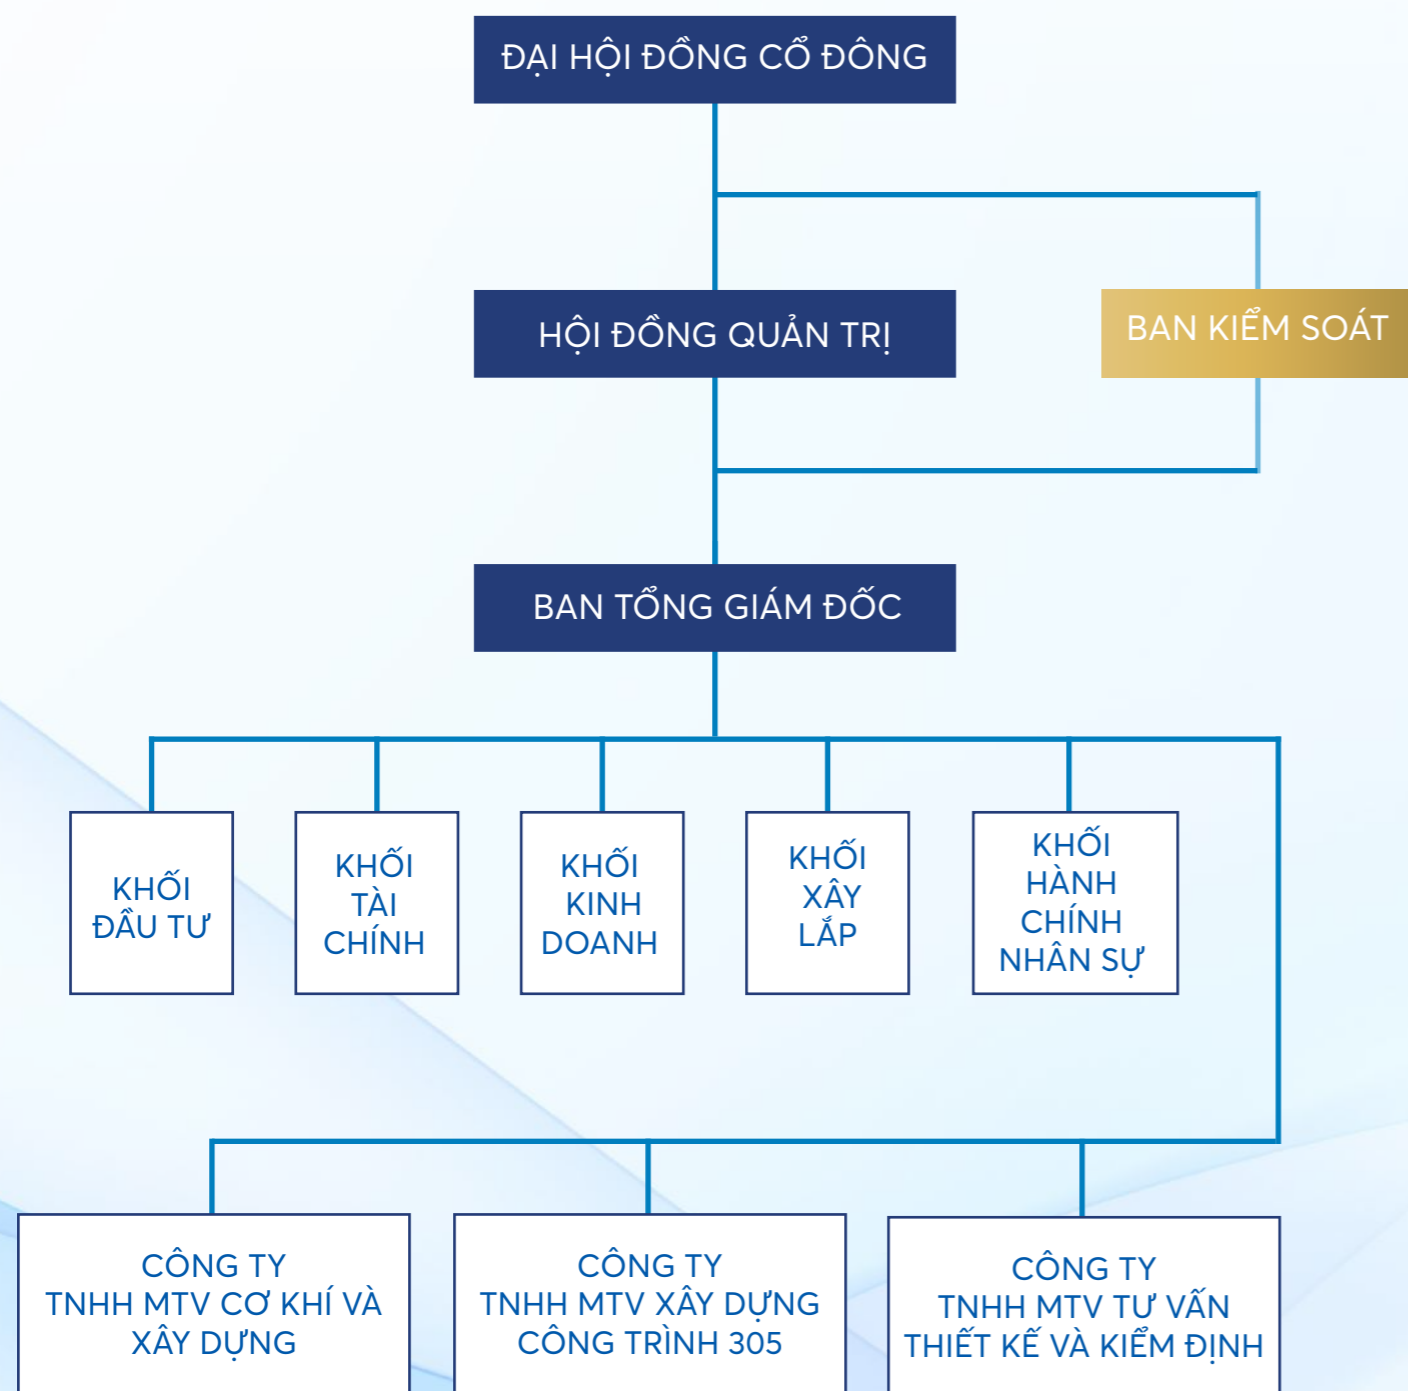 ĐẠI HỘI ĐỒNG CỔ ĐÔNG
HỘI ĐỒNG QUẢN TRỊ
BAN KIỂM SOÁT
BAN TỔNG GIÁM ĐỐC
KHỐI
ĐẦU TƯ
KHỐI
TÀI
CHÍNH
KHỐI
KINH
DOANH
KHỐI
XÂY
LẮP
KHỐI
HÀNH
CHÍNH
NHÂN SỰ
CÔNG TY
TNHH MTV CƠ KHÍ VÀ
XÂY DỰNG
CÔNG TY
TNHH MTV XÂY DỰNG
CÔNG TRÌNH 305
CÔNG TY
TNHH MTV TƯ VẤN
THIẾT KẾ VÀ KIỂM ĐỊNH